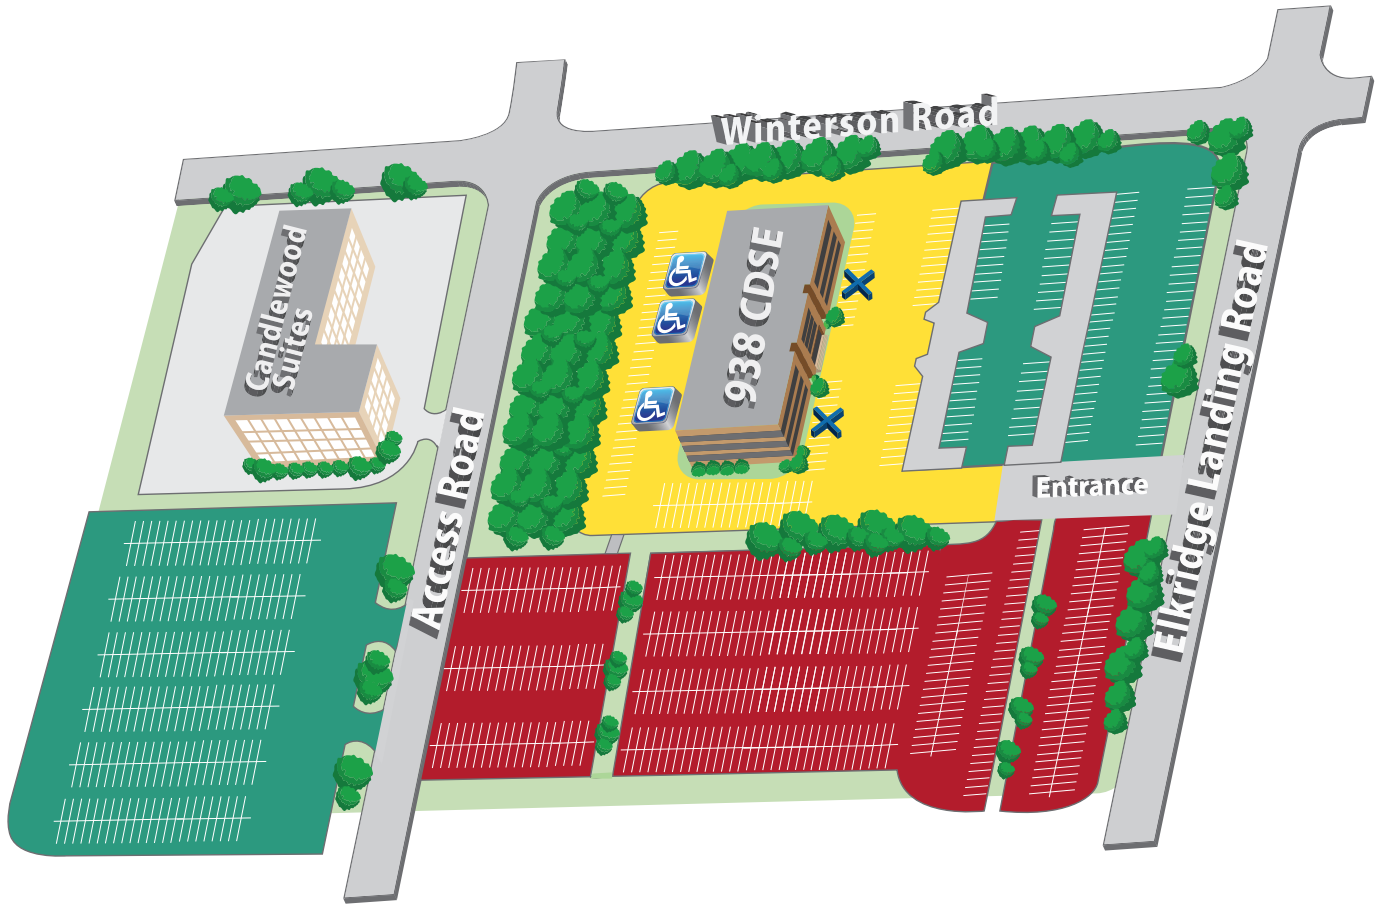 Winterson Road
Candlewood
Suites
938 CDSE
Elkridge Landing Road
Access Road
Entrance